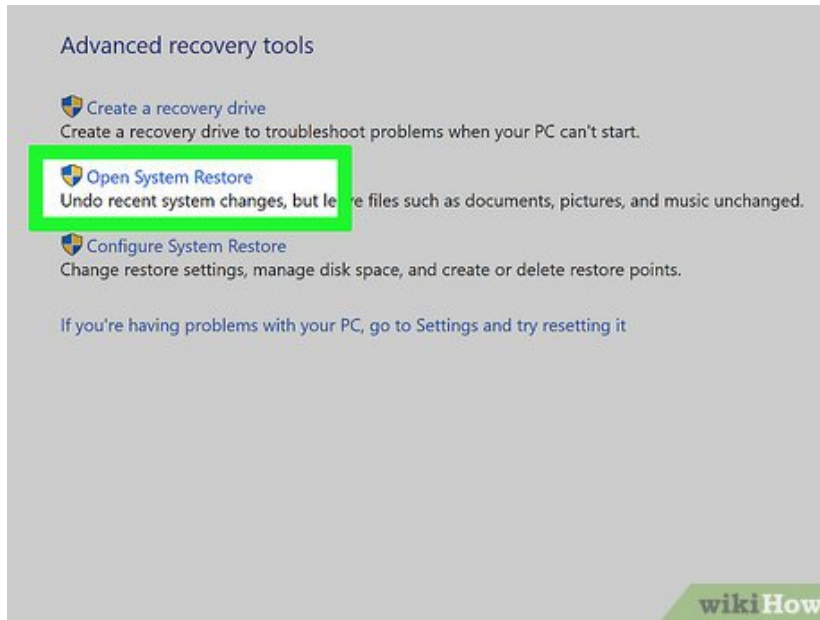 Advanced recovery tools
Create a recovery drive
Create a recovery drive to troubleshoot problems when your PC can't start.
Open System Restore
Undo recent system changes, but le e files such as documents, pictures, and music unchanged.
Configure System Restore
Change restore settings, manage disk space, and create or delete restore points.
If you're having problems with your PC, go to Settings and try resetting it
wikiHow